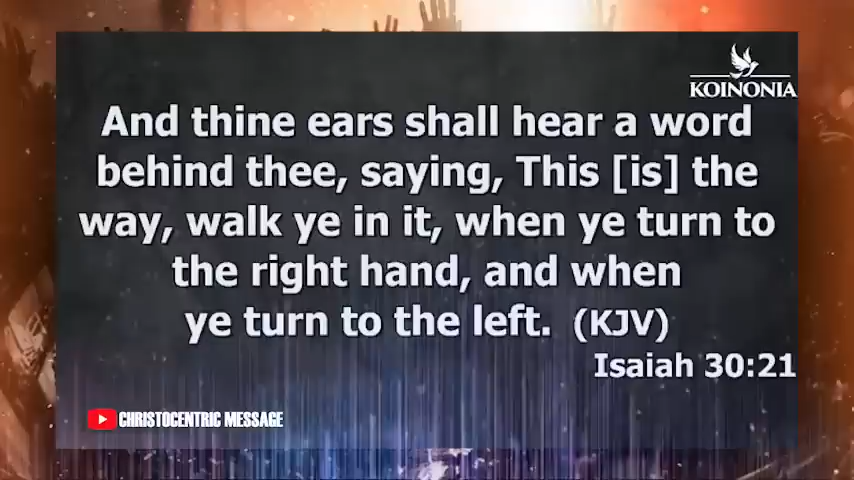 KOINONIA
And thine ears shall hear a word
behind thee, saying, This [is] the
way, walk ye in it, when ye turn to
the right hand, and when
ye turn to the left. (KJV)
Isaiah 30:21
CHRISTOCENTRIC MESSAGE